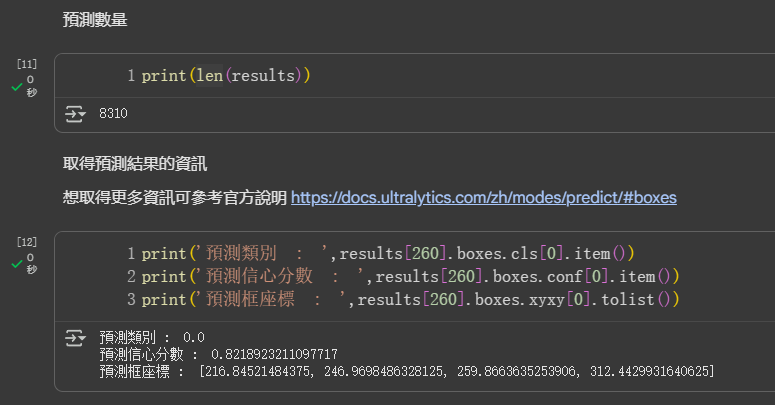 預測數量
[11]
0
秒
1 print(len(results))
8310
取得預測結果的資訊
想取得更多資訊可參考官方說明 https://docs.ultralytics.com/zh/modes/predict/#boxes
[12]
0
秒
1 print('預測類別 : ',results[260].boxes.cls[0].item())
2 print('預測信心分數 : ',results[260].boxes.conf[0].item())
3 print('預測框座標 : ',results[260].boxes.xyxy[0].tolist())
預測類別 : 0.0
預測信心分數 : 0.8218923211097717
預測框座標 : [216.84521484375, 246.9698486328125, 259.8663635253906, 312.4429931640625]